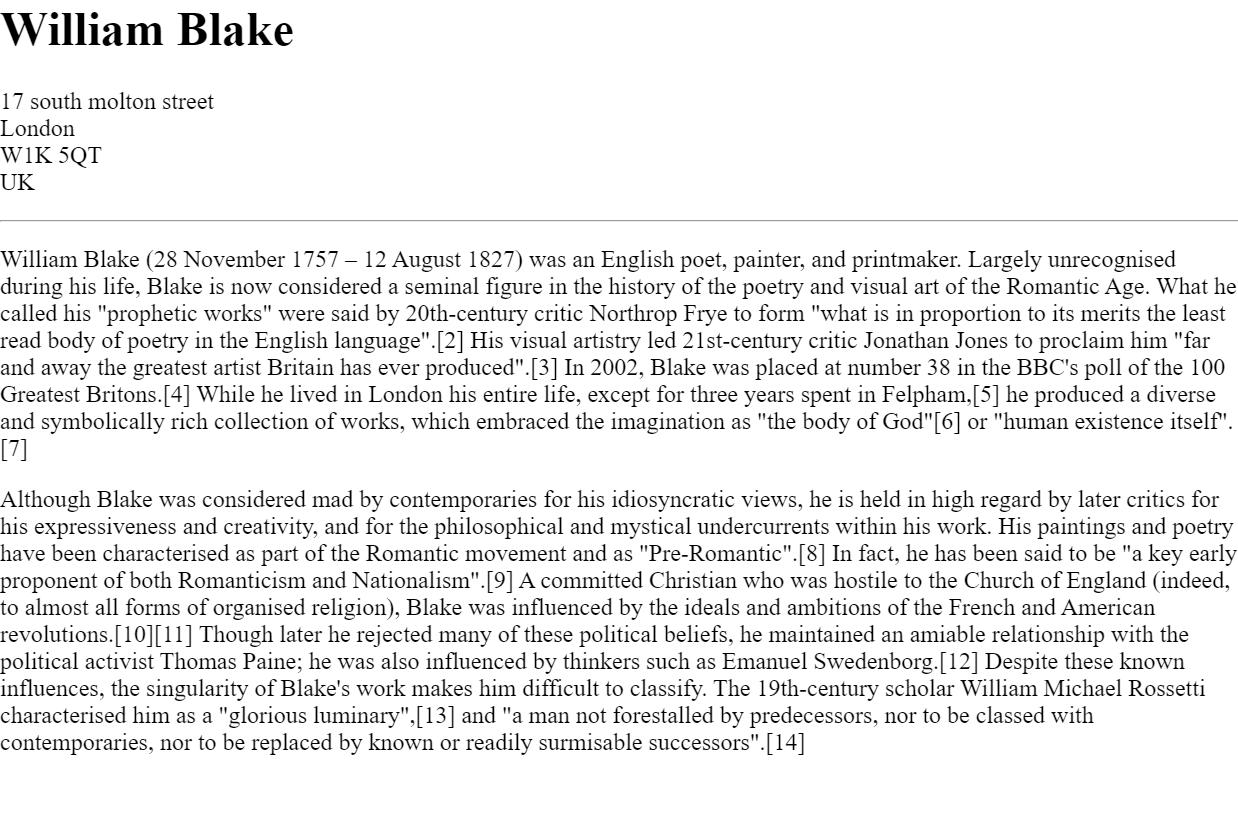 William Blake
17 south molton street
London
W1K 5QT
UK
William Blake (28 November 1757 – 12 August 1827) was an English poet, painter, and printmaker. Largely unrecognised
during his life, Blake is now considered a seminal figure in the history of the poetry and visual art of the Romantic Age. What he
called his "prophetic works" were said by 20th-century critic Northrop Frye to form "what is in proportion to its merits the least
read body of poetry in the English language".[2] His visual artistry led 21st-century critic Jonathan Jones to proclaim him "far
and away the greatest artist Britain has ever produced".[3] In 2002, Blake was placed at number 38 in the BBC's poll of the 100
Greatest Britons.[4] While he lived in London his entire life, except for three years spent in Felpham,[5] he produced a diverse
and symbolically rich collection of works, which embraced the imagination as "the body of God"[6] or "human existence itself".
[7]
Although Blake was considered mad by contemporaries for his idiosyncratic views, he is held in high regard by later critics for
his expressiveness and creativity, and for the philosophical and mystical undercurrents within his work. His paintings and poetry
have been characterised as part of the Romantic movement and as "Pre-Romantic".[8] In fact, he has been said to be "a key early
proponent of both Romanticism and Nationalism".[9] A committed Christian who was hostile to the Church of England (indeed,
to almost all forms of organised religion), Blake was influenced by the ideals and ambitions of the French and American
revolutions.[10][11] Though later he rejected many of these political beliefs, he maintained an amiable relationship with the
political activist Thomas Paine; he was also influenced by thinkers such as Emanuel Swedenborg.[12] Despite these known
influences, the singularity of Blake's work makes him difficult to classify. The 19th-century scholar William Michael Rossetti
characterised him as a "glorious luminary",[13] and "a man not forestalled by predecessors, nor to be classed with
contemporaries, nor to be replaced by known or readily surmisable successors".[14]